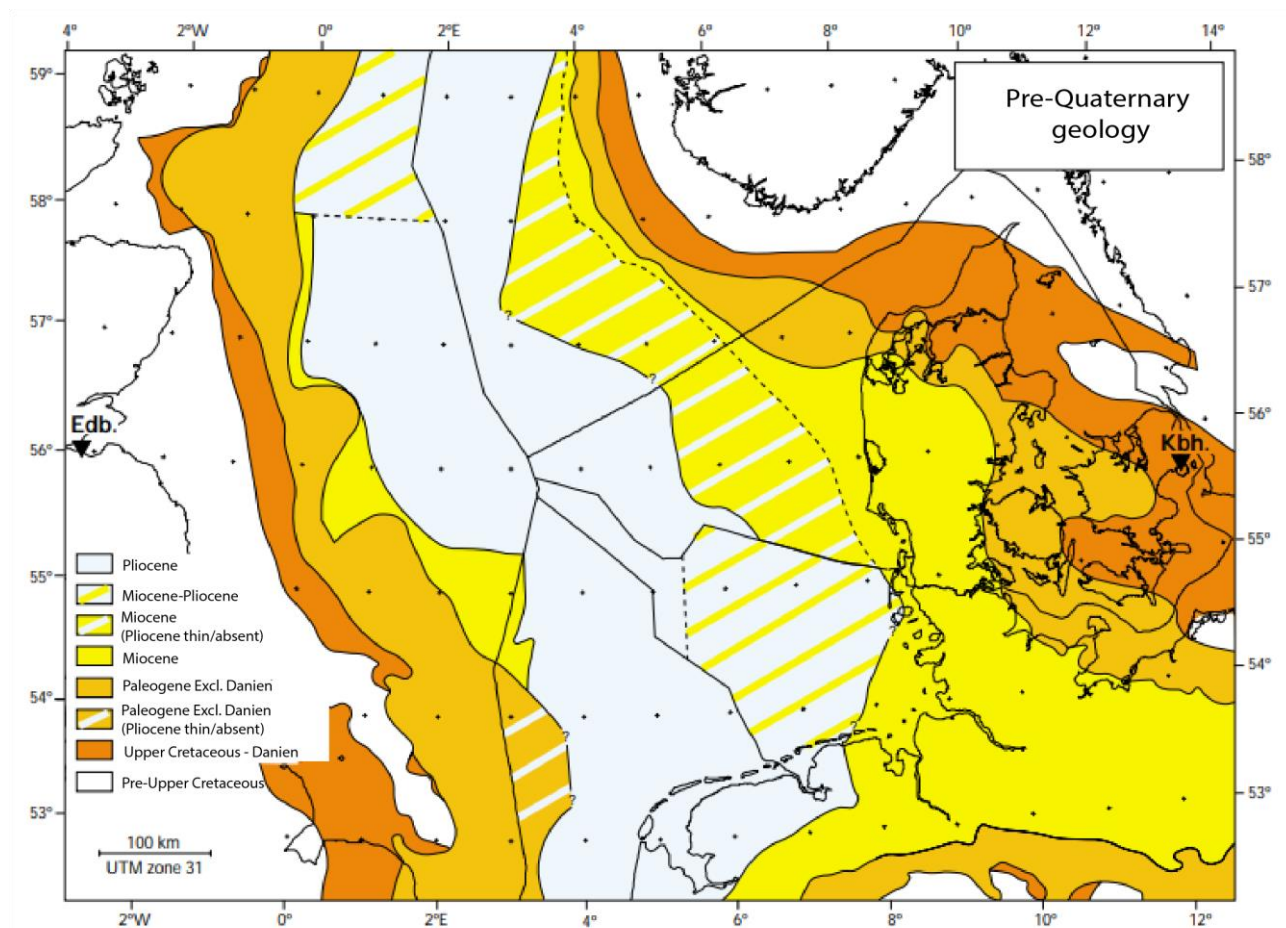 4° 2°W 0° 2°E 4° 6° 8° 10° 12° 14°
59°
Pre-Quaternary
geology
58°
58°
57°
57°
?
?
56°
56°
Edb.
Kbh.
55°
55°
Pliocene
Miocene-Pliocene
Miocene
(Pliocene thin/absent)
Miocene
Paleogene Excl. Danien
Paleogene Excl. Danien
(Pliocene thin/absent)
Upper Cretaceous - Danien
Pre-Upper Cretaceous
54°
54°
?
?
?
53°
53°
100 km
UTM zone 31
2°W 0° 2°E 4° 6° 8° 10° 12°